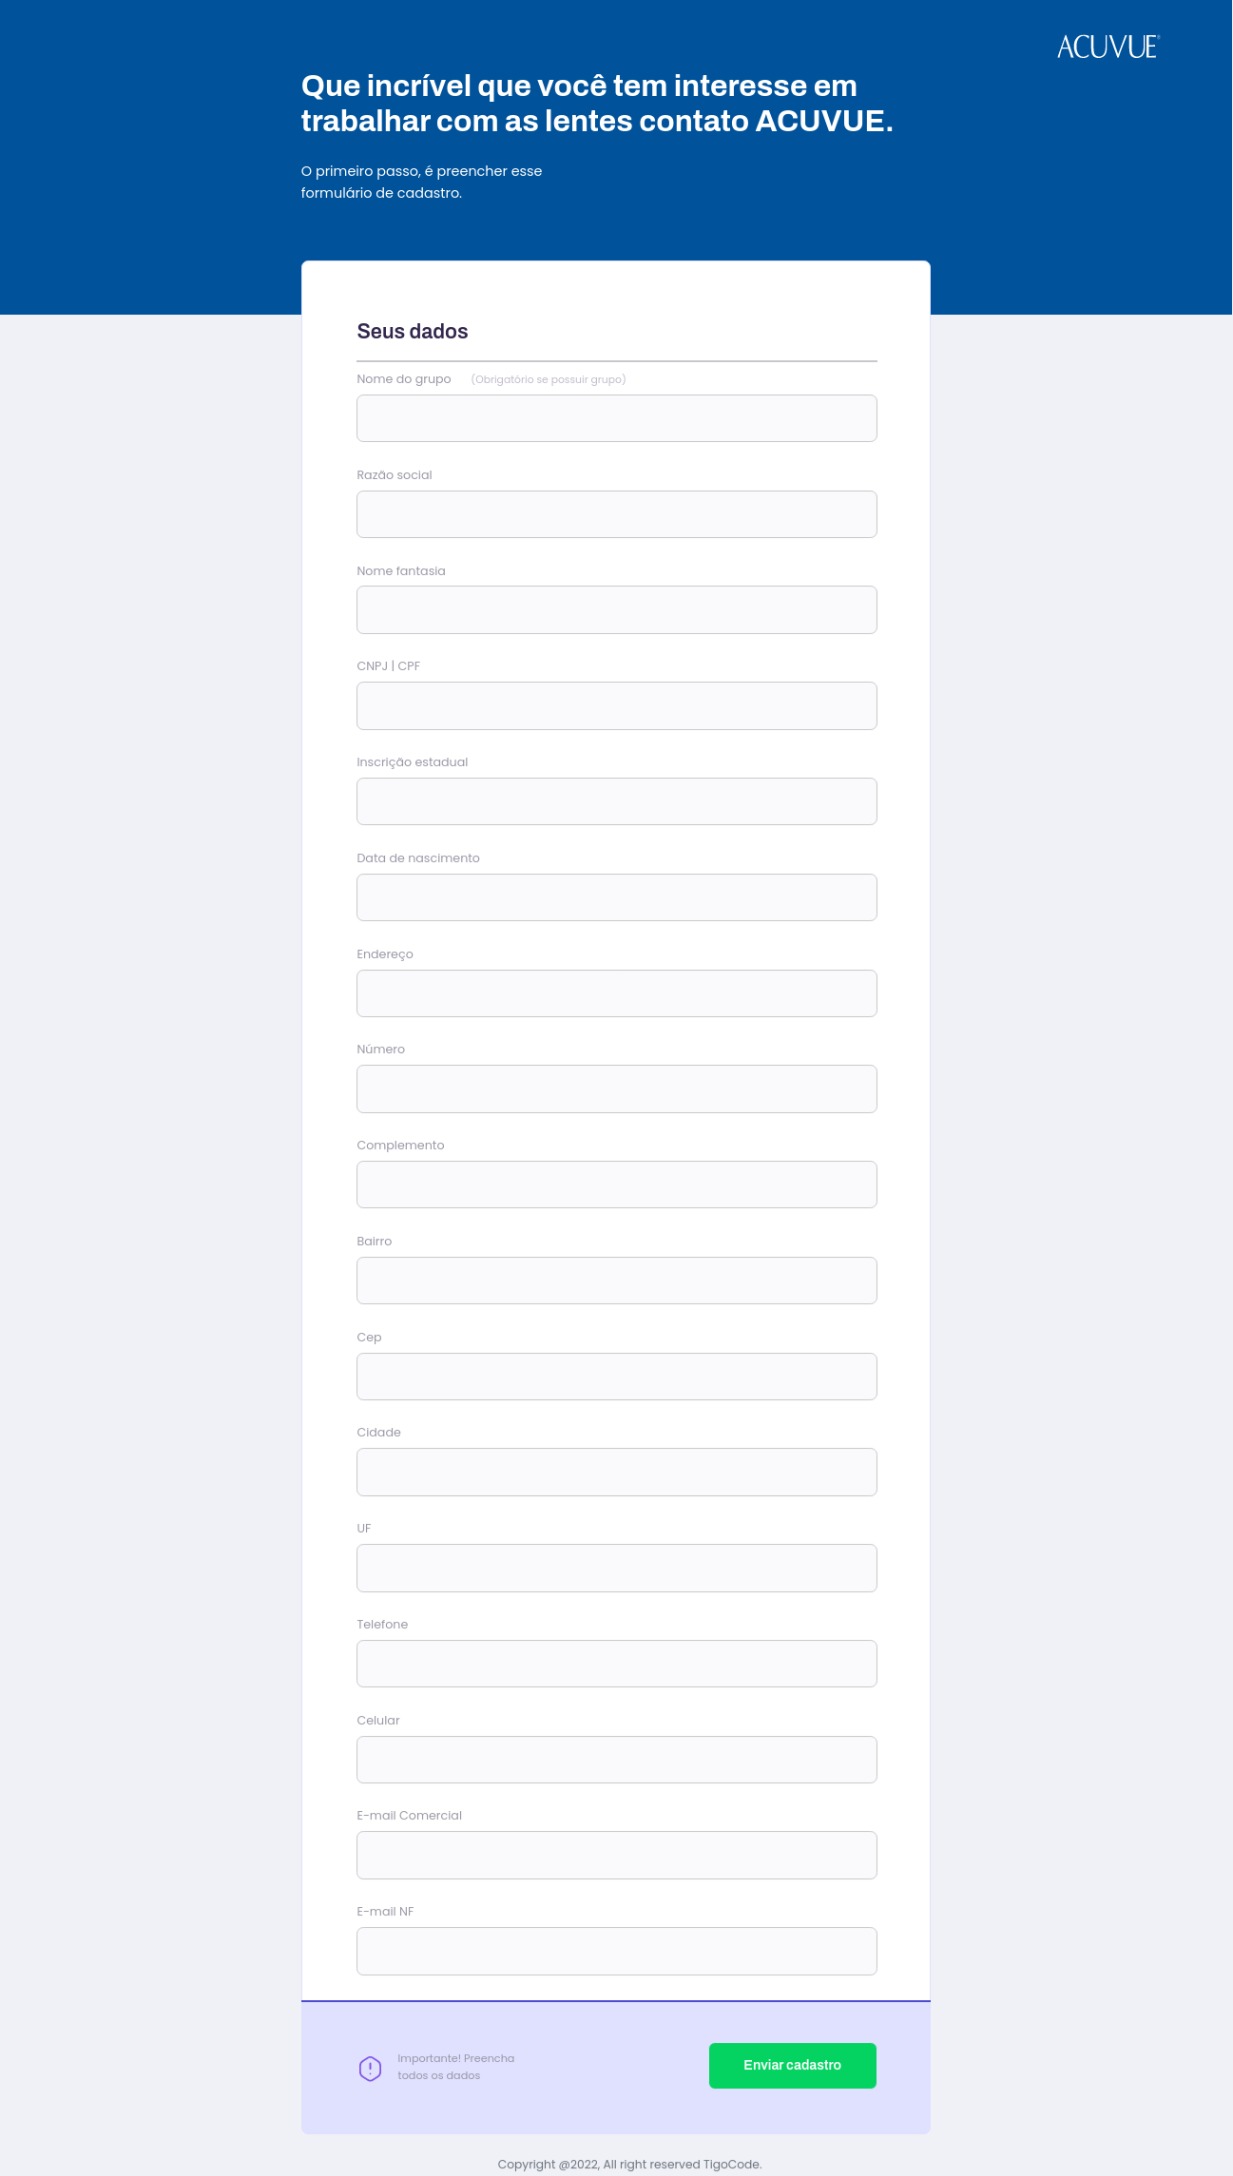 ACUVUE
Que incrível que você tem interesse em
trabalhar com as lentes contato ACUVUE.
O primeiro passo, é preencher esse
formulário de cadastro.
Seus dados
Nome do grupo (Obrigatório se possuir grupo)
Razão social
Nome fantasia
CNPJ | CPF
Inscrição estadual
Data de nascimento
Endereço
Número
Complemento
Bairro
Cep
Cidade
UF
Telefone
Celular
E-mail Comercial
E-mail NF
Importante! Preencha
todos os dados
Enviar cadastro
Copyright @2022, All right reserved TigoCode.